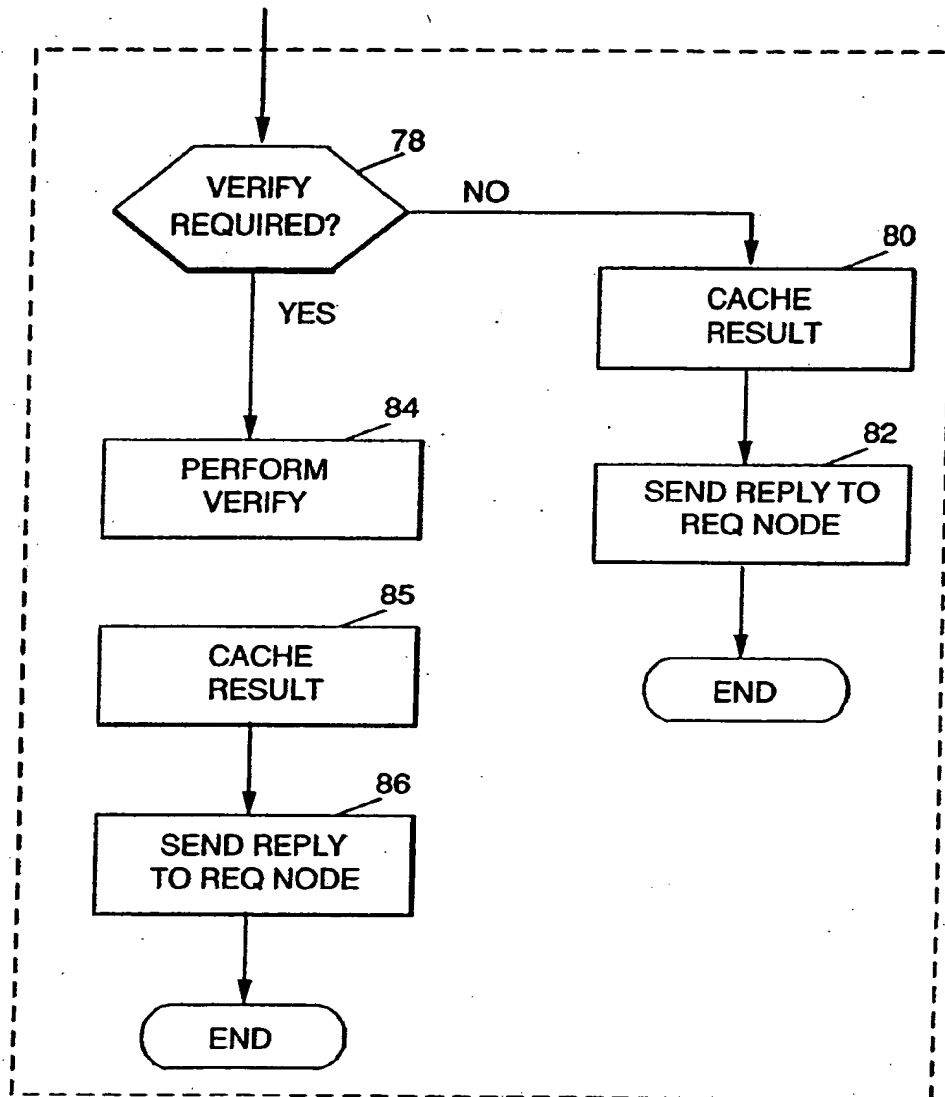 78
VERIFY
REQUIRED?
NO
YES
80
CACHE
RESULT
84
PERFORM
VERIFY
82
SEND REPLY TO
REQ NODE
85
CACHE
RESULT
END
86
SEND REPLY
TO REQ NODE
END